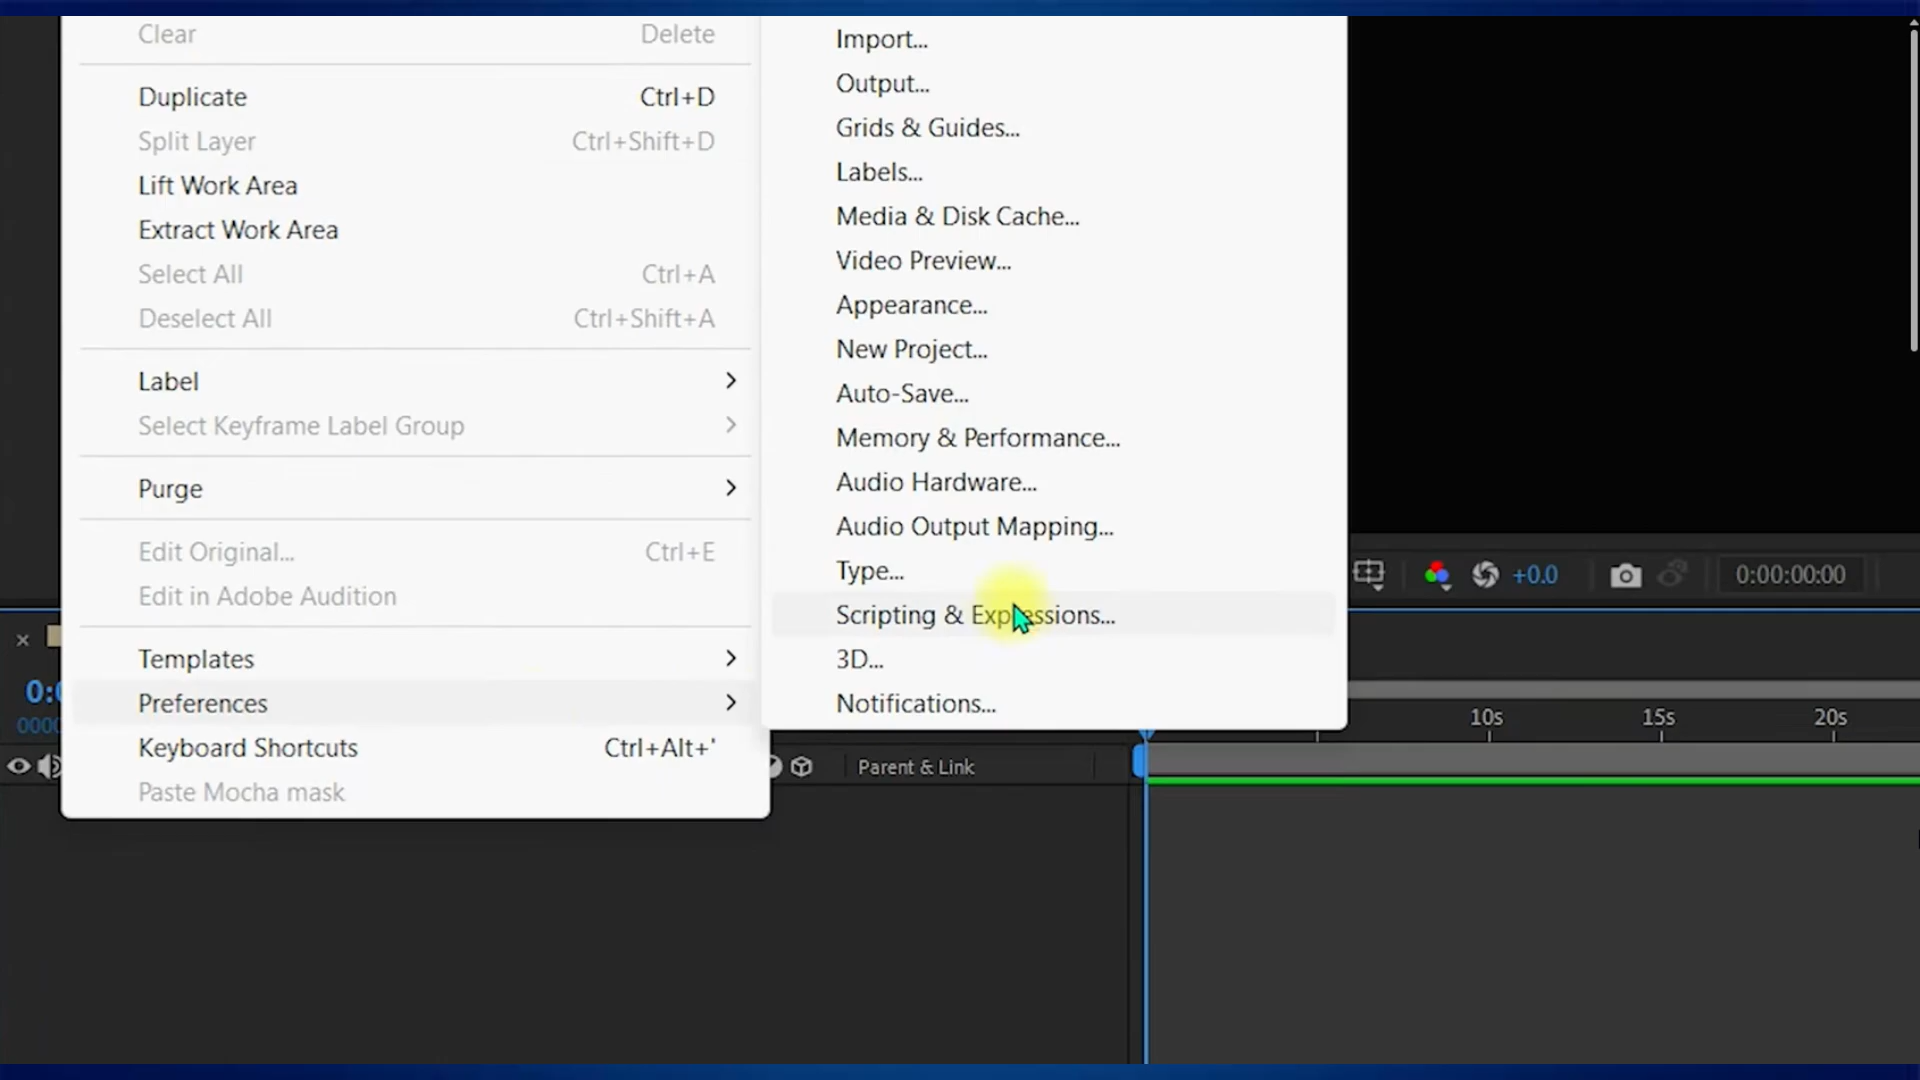 Clear Delete
Duplicate Ctrl+D
Split Layer Ctrl+Shift+D
Lift Work Area
Extract Work Area
Select All Ctrl+A
Deselect All Ctrl+Shift+A
Label
Select Keyframe Label Group
Purge
Edit Original... Ctrl+E
Edit in Adobe Audition
Templates
Preferences
Keyboard Shortcuts Ctrl+Alt+'
Paste Mocha mask
Import...
Output...
Grids & Guides...
Labels...
Media & Disk Cache...
Video Preview...
Appearance...
New Project...
Auto-Save...
Memory & Performance...
Audio Hardware...
Audio Output Mapping...
Type...
Scripting & Expressions...
3D...
Notifications...
+0.0 0:00:00:00
10s 15s 20s
Parent & Link